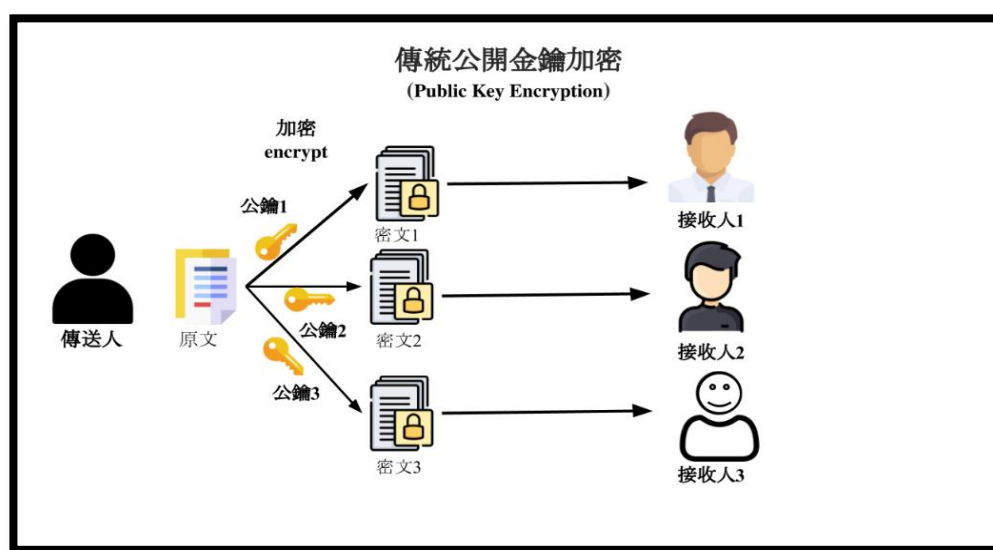 傳統公開金鑰加密
(Public Key Encryption)
加密
encrypt
公鑰1
密文1
接收人1
傳送人
原文
公鑰2
密文2
接收人2
公鑰3
密文3
接收人3